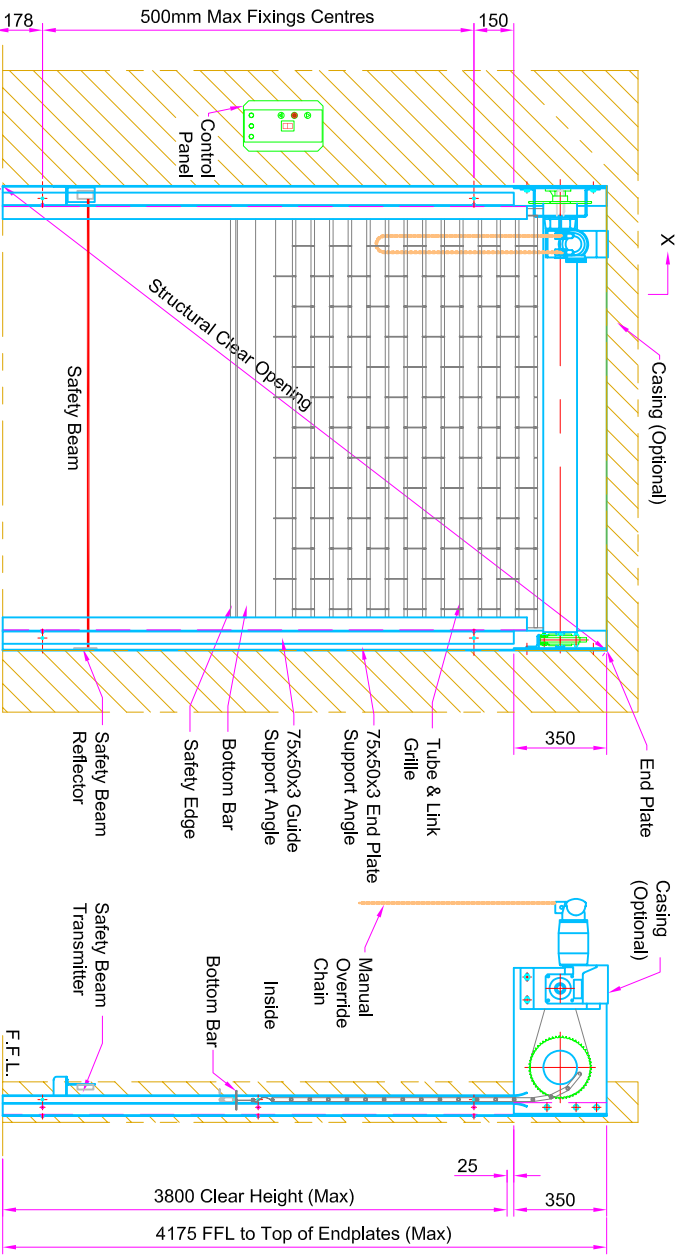 178
500mm Max Fixings Centres
150
Control
Panel
X
Casing (Optional)
Structural Clear Opening
Safety Beam
350
End Plate
Tube & Link
Grille
75x50x3 End Plate
Support Angle
75x50x3 Guide
Support Angle
Bottom Bar
Safety Edge
Safety Beam
Reflector
Casing
(Optional)
Manual
Override
Chain
Inside
Bottom Bar
Safety Beam
Transmitter
F.F.L.
25
350
3800 Clear Height (Max)
4175 FFL to Top of Endplates (Max)